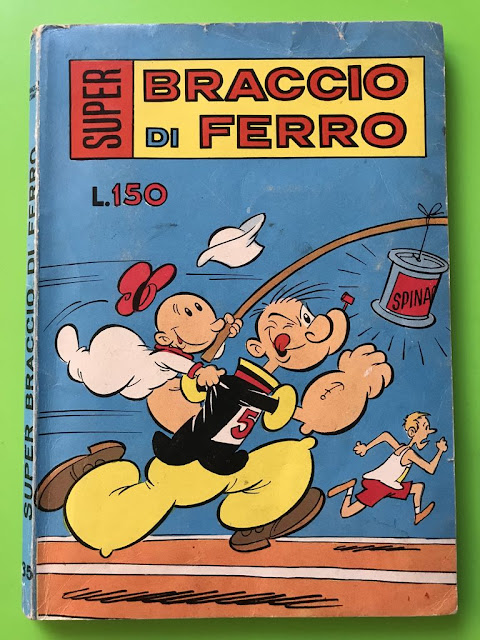 SUPER
BRACCIO
DI FERRO
L.150
SPINA
5
SUPER BRACCIO DI FERRO